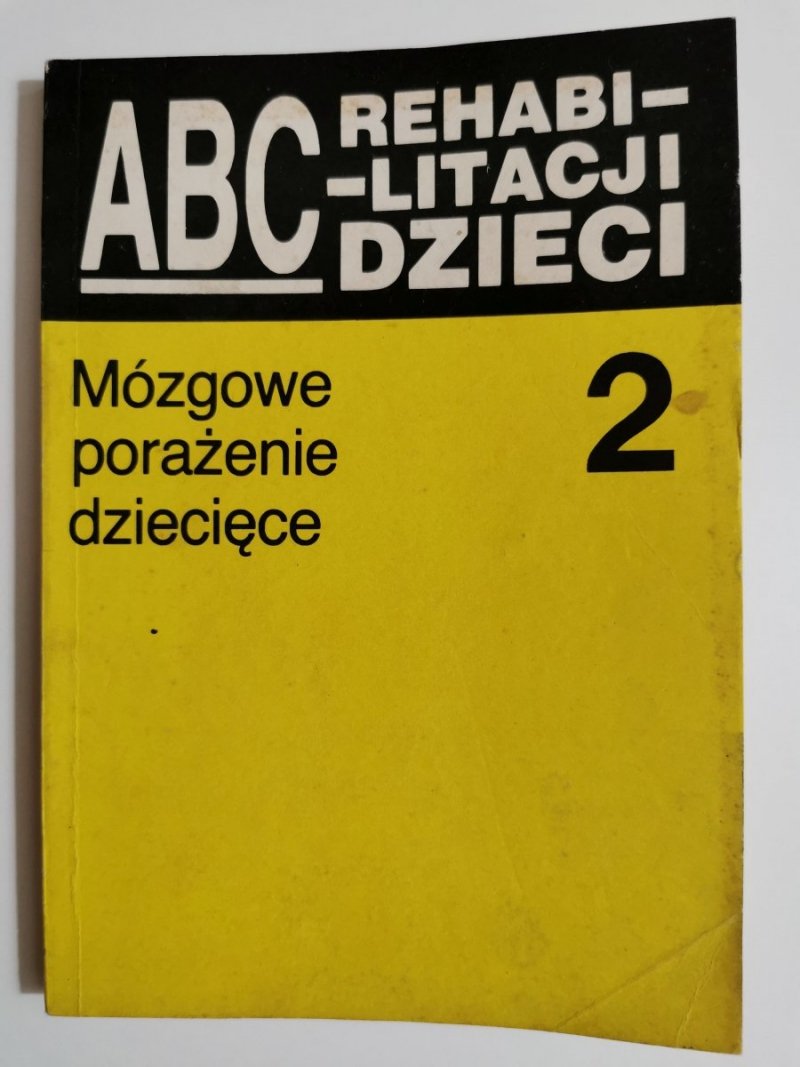 ABC
REHABI-
-LITACJI
DZIECI
Mózgowe
porażenie
dziecięce
2